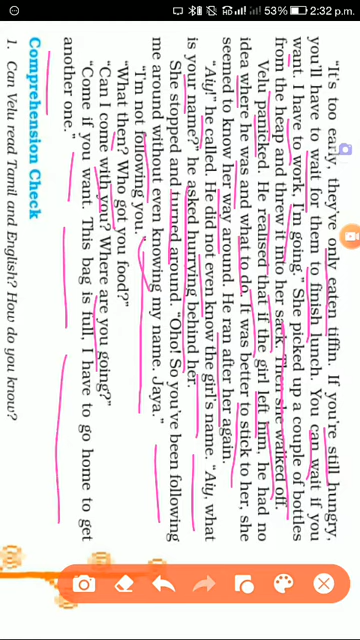 53% 2:32 p.m.
"It's too early, they've only eaten tiffin. If you're still hungry,
you'll have to wait for them to finish lunch. You can wait if you
want. I have to work, I'm going." She picked up a couple of bottles
from the heap and threw it into her sack. Then she walked off.
Velu panicked. He realised that if the girl left him, he had no
idea where he was and what to do. It was better to stick to her, she
seemed to know her way around. He ran after her again.
"Aiy!" he called. He did not even know the girl's name. "Aiy, what
is your name?" he asked hurrying behind her.
She stopped and turned around. "Oho! So you've been following
me around without even knowing my name. Jaya."
"I'm not following you."
"What then? Who got you food?"
"Can I come with you? Where are you going?"
"Come if you want. This bag is full, I have to go home to get
another one."
Comprehension Check
1. Can Velu read Tamil and English? How do you know?